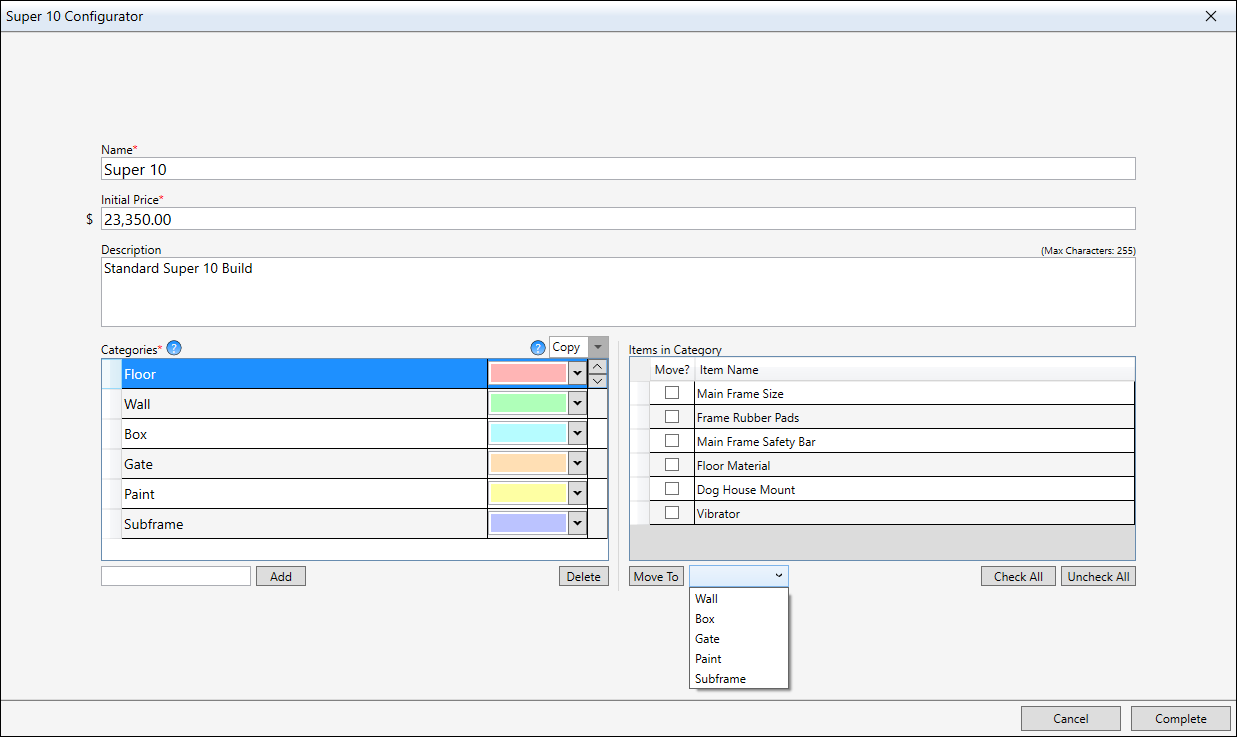 Super 10 Configurator
Name*
Super 10
Initial Price*
$ 23,350.00
Description (Max Characters: 255)
Standard Super 10 Build
Categories* ? ? Copy
Items in Category
Floor
Wall
Box
Gate
Paint
Subframe
Add Delete
Move? Item Name
Main Frame Size
Frame Rubber Pads
Main Frame Safety Bar
Floor Material
Dog House Mount
Vibrator
Move To Check All Uncheck All
Wall
Box
Gate
Paint
Subframe
Cancel Complete